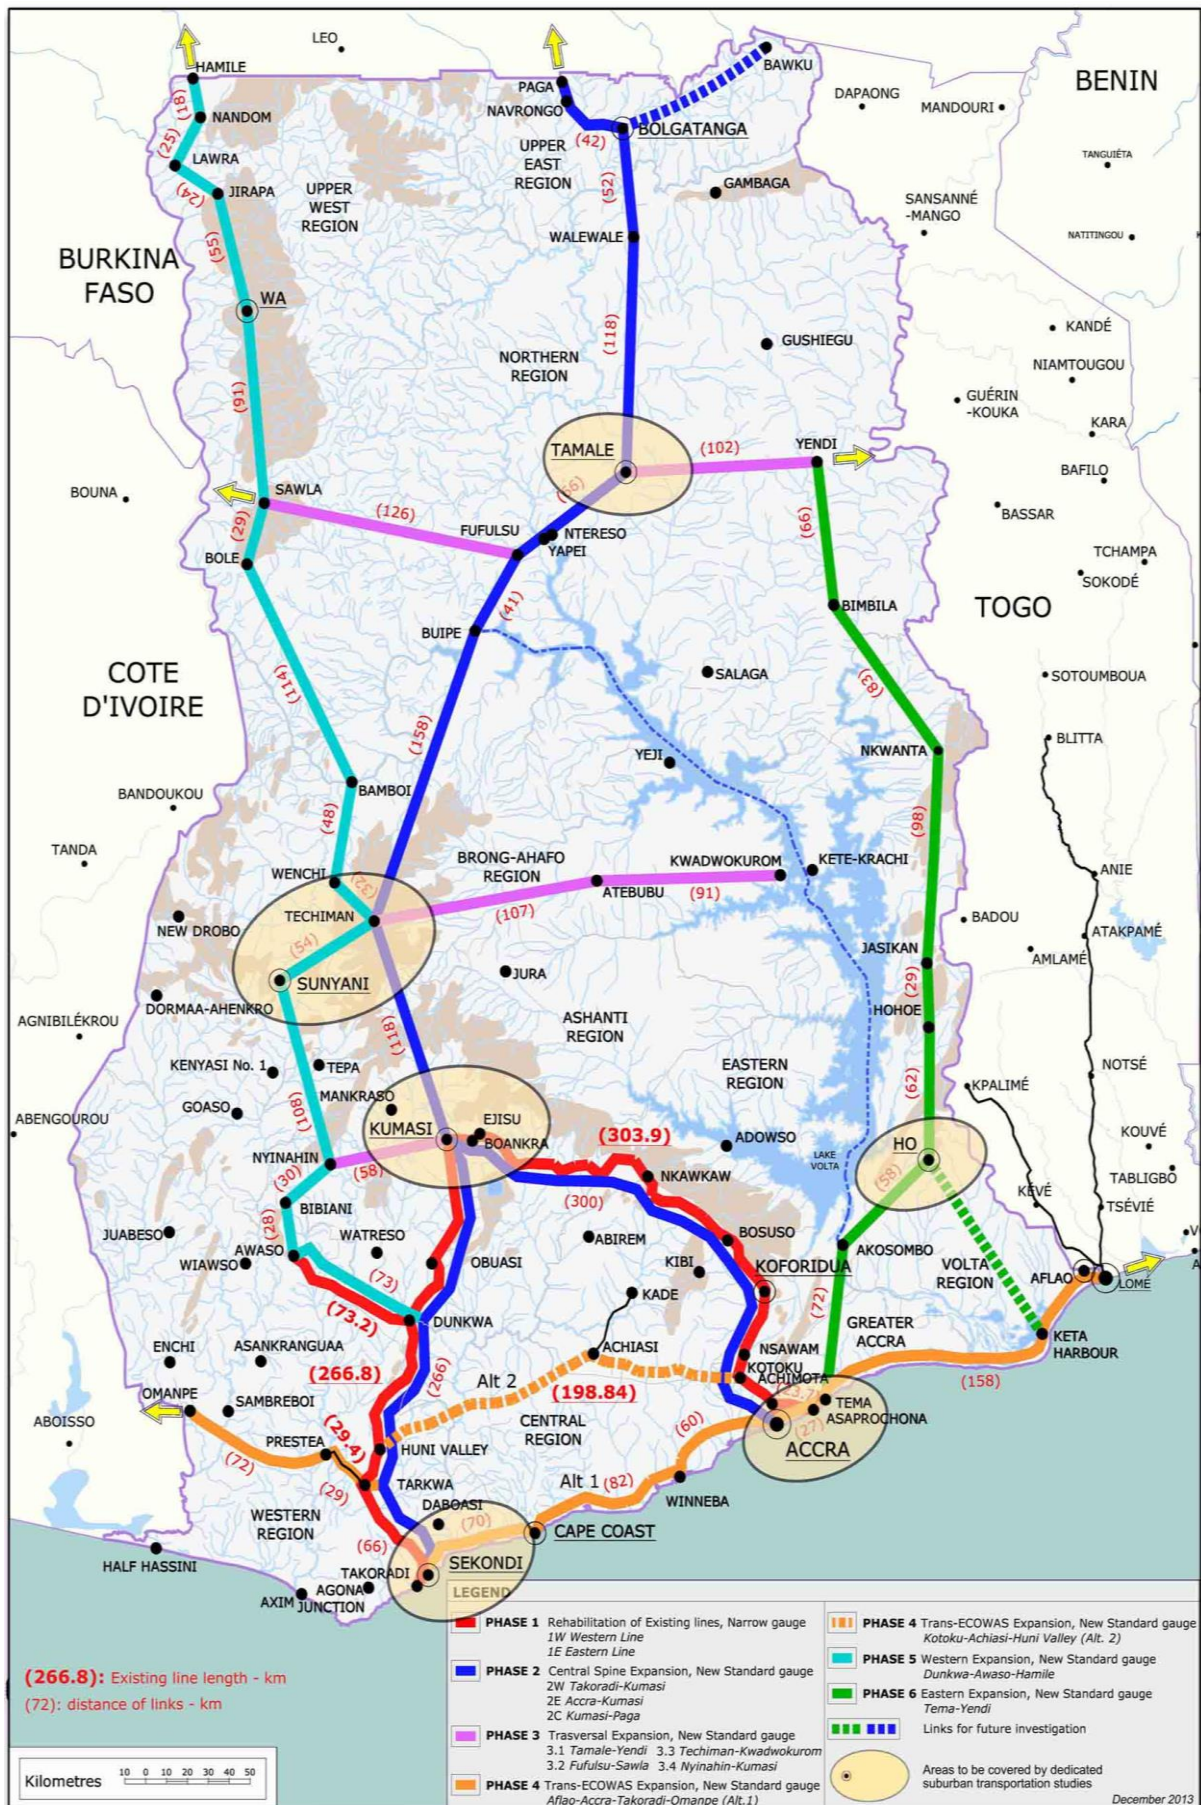 LEO
HAMILE
BAWKU
BENIN
PAGA
DAPAONG
MANDOURI
(18)
NANDOM
NAVRONGO
BOLGATANGA
(42)
(25)
LAWRA
UPPER
EAST
REGION
TANGUIÉTA
(24)
JIRAPA
UPPER
WEST
REGION
(52)
GAMBAGA
SANSANNÉ
-MANGO
(55)
WALEWALE
NATITINGOU
BURKINA
FASO
WA
(118)
KANDÉ
GUSHIEGU
NORTHERN
REGION
NIAMTOUGOU
(91)
GUÉRIN
-KOUKA
KARA
TAMALE
(102)
YENDI
BAFILO
BOUNA
SAWLA
(66)
(126)
BASSAR
(29)
FUFULSU
NTERESO
YAPEI
(66)
TCHAMPA
BOLE
SOKODÉ
(41)
BIMBILA
TOGO
BUIPE
COTE
D'IVOIRE
(114)
SALAGA
(83)
SOTOUMBOUA
(158)
NKWANTA
BLITTA
YEJI
BAMBOI
BANDOUKOU
(48)
(98)
TANDA
BRONG-AHAFO
REGION
KWADWOKUROM
KETE-KRACHI
ANIE
WENCHI
(32)
ATEBUBU
(91)
TECHIMAN
(107)
NEW DROBO
BADOU
ATAKPAMÉ
(54)
JASIKAN
AMLAMÉ
SUNYANI
JURA
(29)
DORMAA-AHENKRO
HOHOE
AGNIBILÉKROU
(118)
ASHANTI
REGION
EASTERN
REGION
NOTSÉ
KENYASI No. 1
TEPA
(62)
KPALIMÉ
MANKRASO
GOASO
(108)
ABENGOUROU
KUMASI
EJISU
BOANKRA
(303.9)
ADOWSO
HO
KOUVÉ
NYINAHIN
(58)
LAKE
VOLTA
NKAWKAW
(58)
TABLIGBO
(30)
BIBIANI
(300)
KÉVÉ
TSÉVIÉ
JUABESO
(28)
BOSUSO
AWASO
WATRESO
ABIREM
AKOSOMBO
WIAWSO
OBUASI
KIBI
KOFORIDUA
VOLTA
REGION
AFLAO
LOMÉ
(73)
KADE
(73.2)
DUNKWA
(72)
GREATER
ACCRA
KETA
HARBOUR
ENCHI
ASANKRANGUAA
ACHIASI
NSAWAM
KOTOKU
(266.8)
(266)
Alt 2
ACHIMOTA
(158)
OMANPE
(198.84)
SAMBREBOI
TEMA
ASAPROCHONA
(27)
ABOISSO
CENTRAL
REGION
(60)
PRESTEA
(29.4)
HUNI VALLEY
ACCRA
(72)
(29)
TARKWA
Alt 1
(82)
WINNEBA
WESTERN
REGION
DABOASI
(70)
(66)
CAPE COAST
HALF HASSINI
TAKORADI
SEKONDI
AXIM
AGONA
JUNCTION
LEGEND
PHASE 1 Rehabilitation of Existing lines, Narrow gauge
1W Western Line
1E Eastern Line
PHASE 2 Central Spine Expansion, New Standard gauge
2W Takoradi-Kumasi
2E Accra-Kumasi
2C Kumasi-Paga
PHASE 3 Trasversal Expansion, New Standard gauge
3.1 Tamale-Yendi 3.3 Techiman-Kwadwokurom
3.2 Fufulsu-Sawla 3.4 Nyinahin-Kumasi
PHASE 4 Trans-ECOWAS Expansion, New Standard gauge
Aflao-Accra-Takoradi-Omanpe (Alt.1)
PHASE 4 Trans-ECOWAS Expansion, New Standard gauge
Kotoku-Achiasi-Huni Valley (Alt. 2)
PHASE 5 Western Expansion, New Standard gauge
Dunkwa-Awaso-Hamile
PHASE 6 Eastern Expansion, New Standard gauge
Tema-Yendi
Links for future investigation
Areas to be covered by dedicated
suburban transportation studies
December 2013
(266.8): Existing line length - km
(72): distance of links - km
Kilometres 10 0 10 20 30 40 50